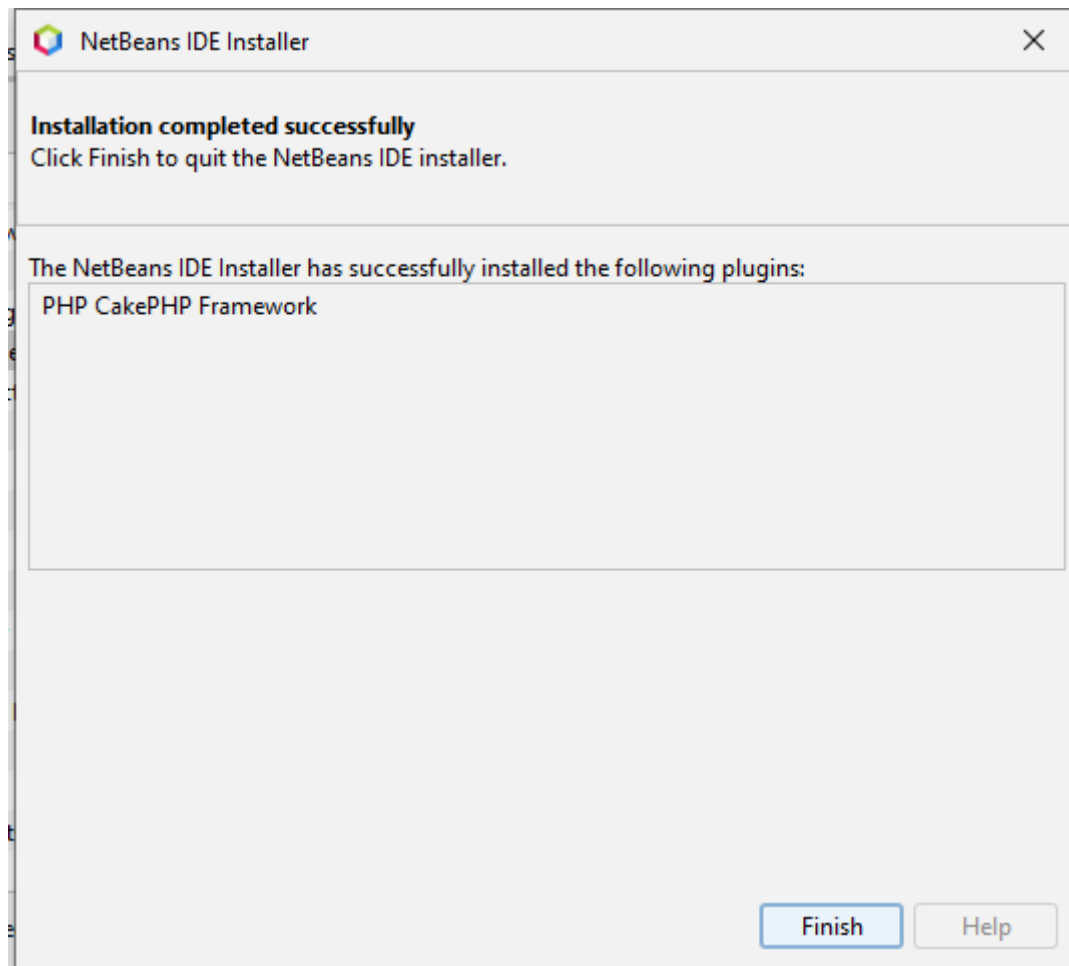 NetBeans IDE Installer
Installation completed successfully
Click Finish to quit the NetBeans IDE installer.
The NetBeans IDE Installer has successfully installed the following plugins:
PHP CakePHP Framework
Finish
Help